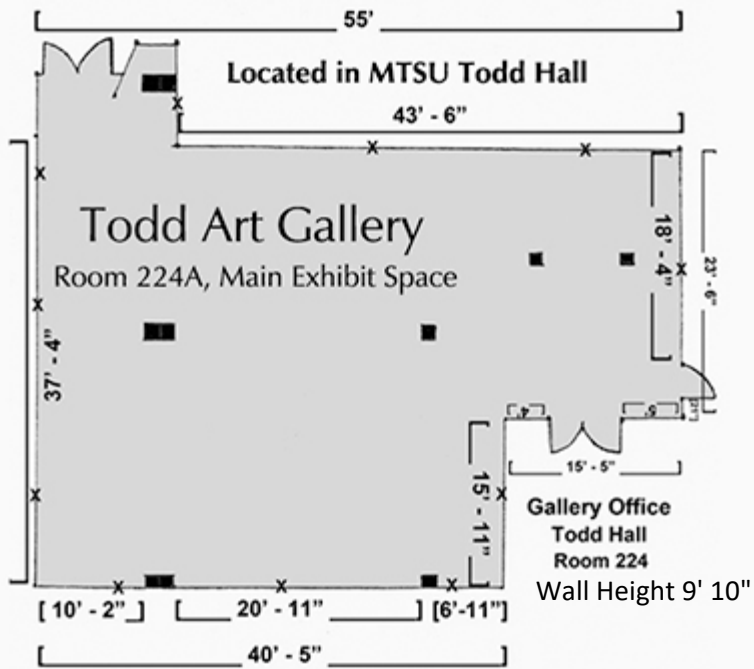 55’
Located in MTSU Todd Hall
43’ - 6”
Todd Art Gallery
Room 224A, Main Exhibit Space
18’ - 4”
23’ - 6”
37’ - 4”
4’
5’
15’ - 5”
15’ - 11”
Gallery Office
Todd Hall
Room 224
Wall Height 9' 10"
10’ - 2”
20’ - 11”
6’-11”
40’ - 5”